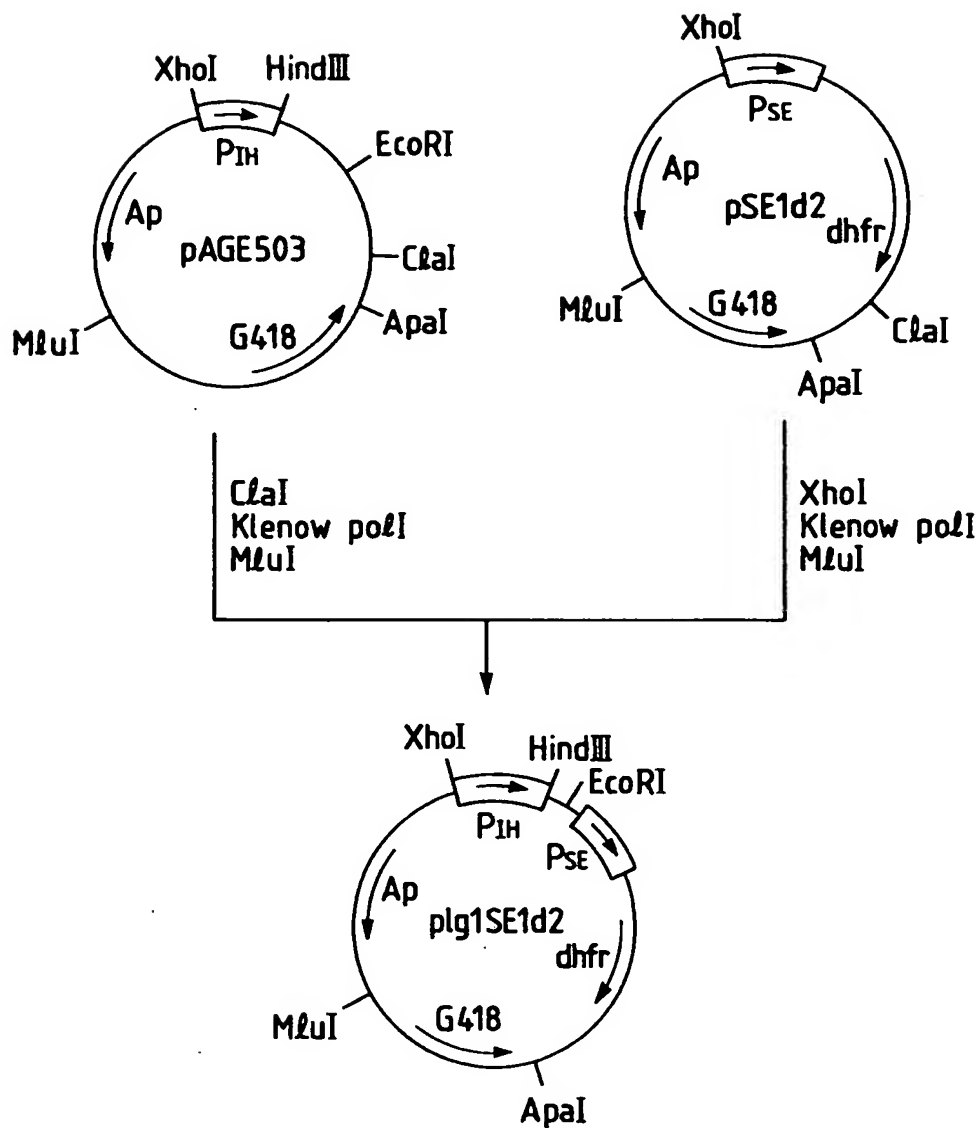 XhoI
HindIII
PIH
EcoRI
Ap
pAGE503
ClaI
MluI
G418
ApaI
XhoI
PSE
Ap
pSE1d2
dhfr
MluI
G418
ClaI
ApaI
ClaI
Klenow polI
MluI
XhoI
Klenow polI
MluI
XhoI
HindIII
EcoRI
PIH
PSE
Ap
pIg1SE1d2
dhfr
MluI
G418
ApaI